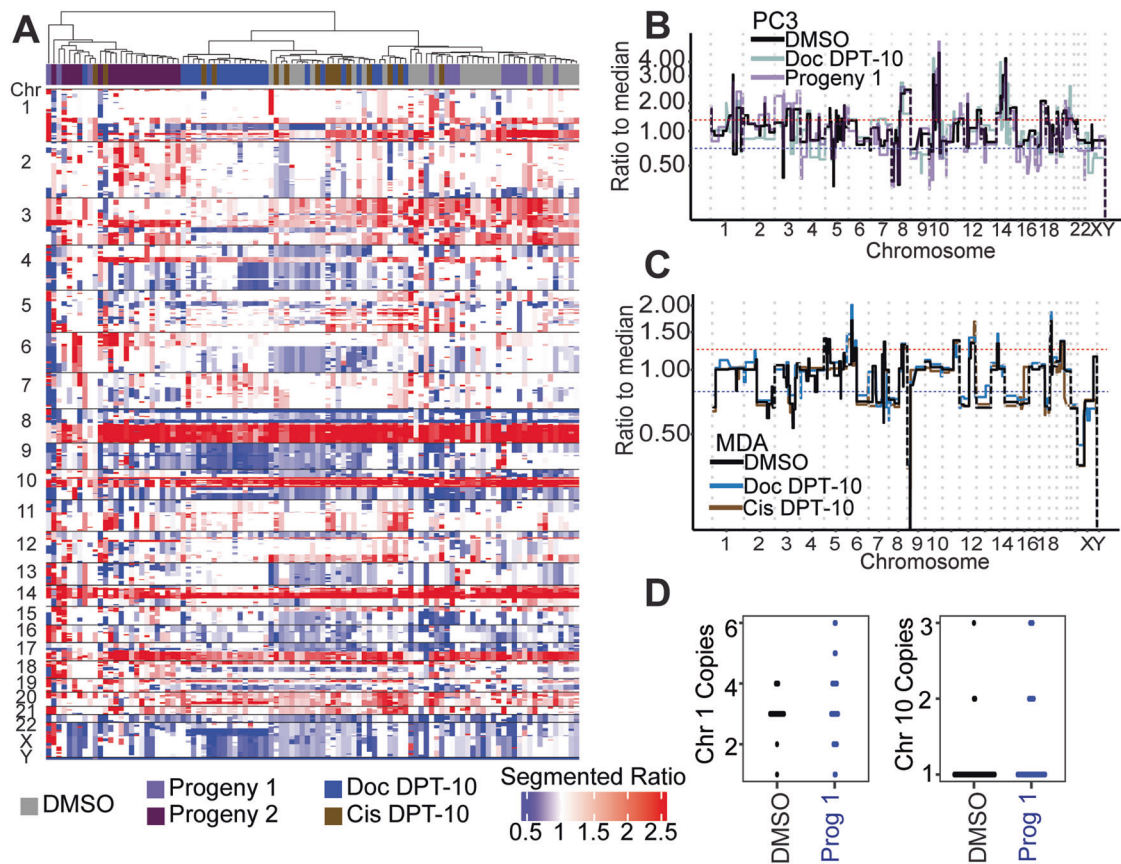 A
Chr
1
2
3
4
5
6
7
8
9
10
11
12
13
14
15
16
17
18
19
20
21
22
X
Y
DMSO
Progeny 1
Progeny 2
Doc DPT-10
Cis DPT-10
Segmented Ratio
0.5 1 1.5 2 2.5
B
PC3
DMSO
Doc DPT-10
Progeny 1
Ratio to median
4.00
3.00
2.00
1.00
0.50
1 2 3 4 5 6 7 8 9 10 12 14 16 18 22 XY
Chromosome
C
2.00
1.50
1.00
0.50
Ratio to median
MDA
DMSO
Doc DPT-10
Cis DPT-10
1 2 3 4 5 6 7 8 9 10 12 14 16 18 XY
Chromosome
D
Chr 1 Copies
6
4
2
DMSO
Prog 1
Chr 10 Copies
3
2
1
DMSO
Prog 1